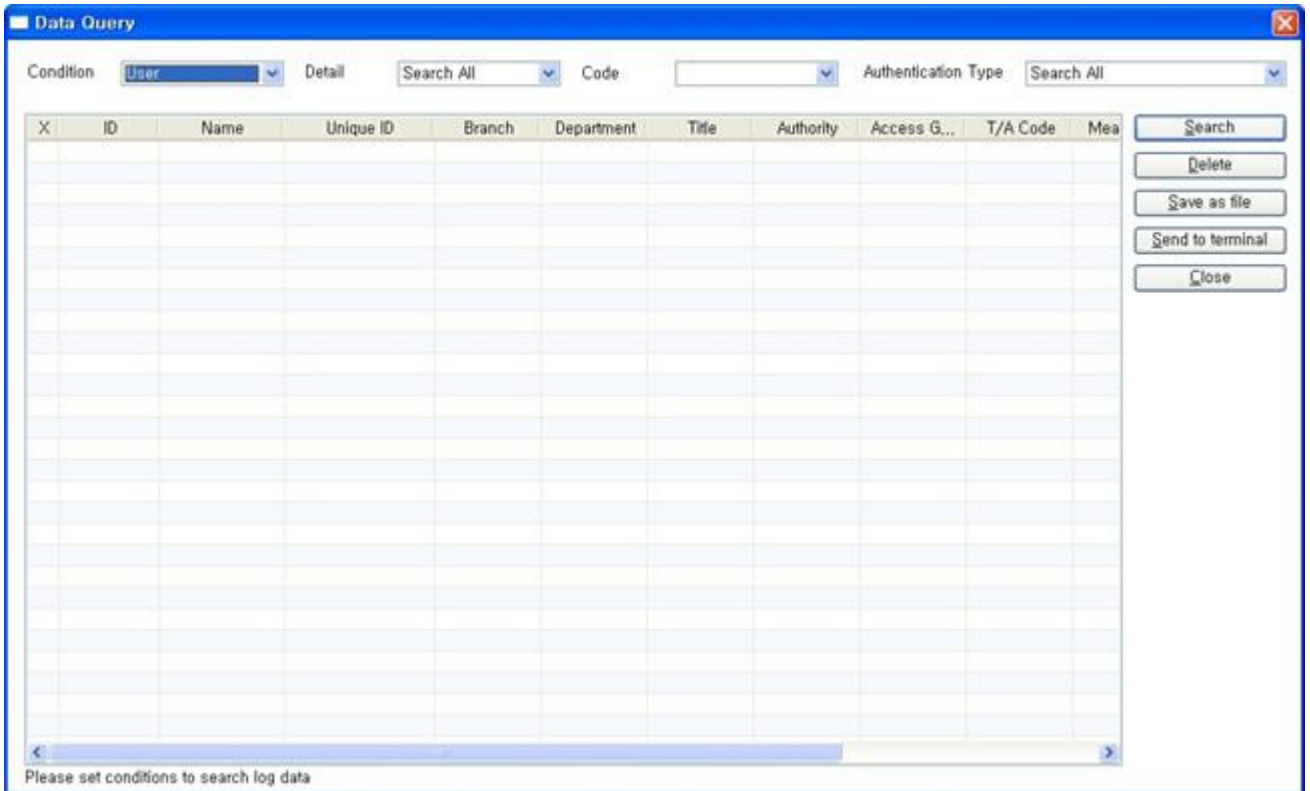 Data Query
Condition User Detail Search All Code Authentication Type Search All
X ID Name Unique ID Branch Department Title Authority Access G... T/A Code Mea
Search
Delete
Save as file
Send to terminal
Close
Please set conditions to search log data